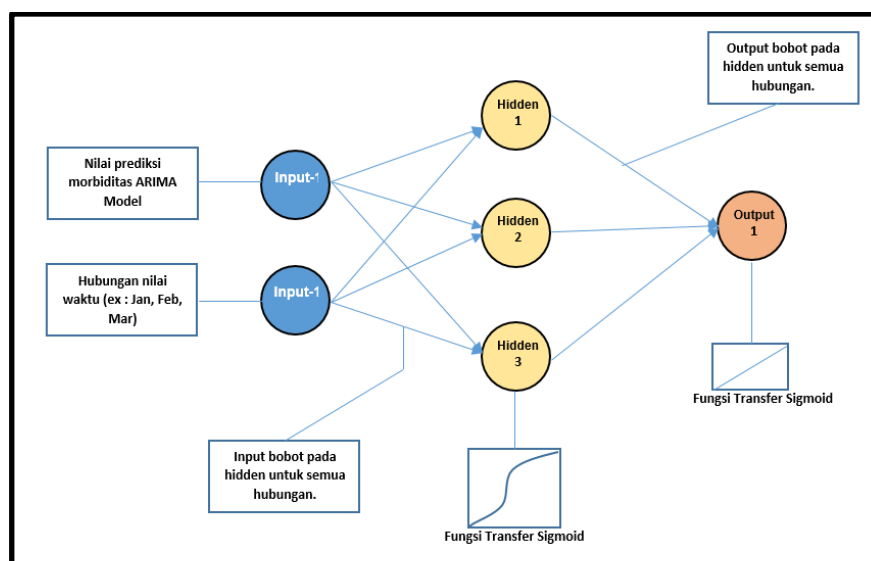 Output bobot pada
hidden untuk semua
hubungan.
Hidden
1
Nilai prediksi
morbiditas ARIMA
Model
Input-1
Hidden
2
Output
1
Hubungan nilai
waktu (ex : Jan, Feb,
Mar)
Input-1
Hidden
3
Fungsi Transfer Sigmoid
Input bobot pada
hidden untuk semua
hubungan.
Fungsi Transfer Sigmoid